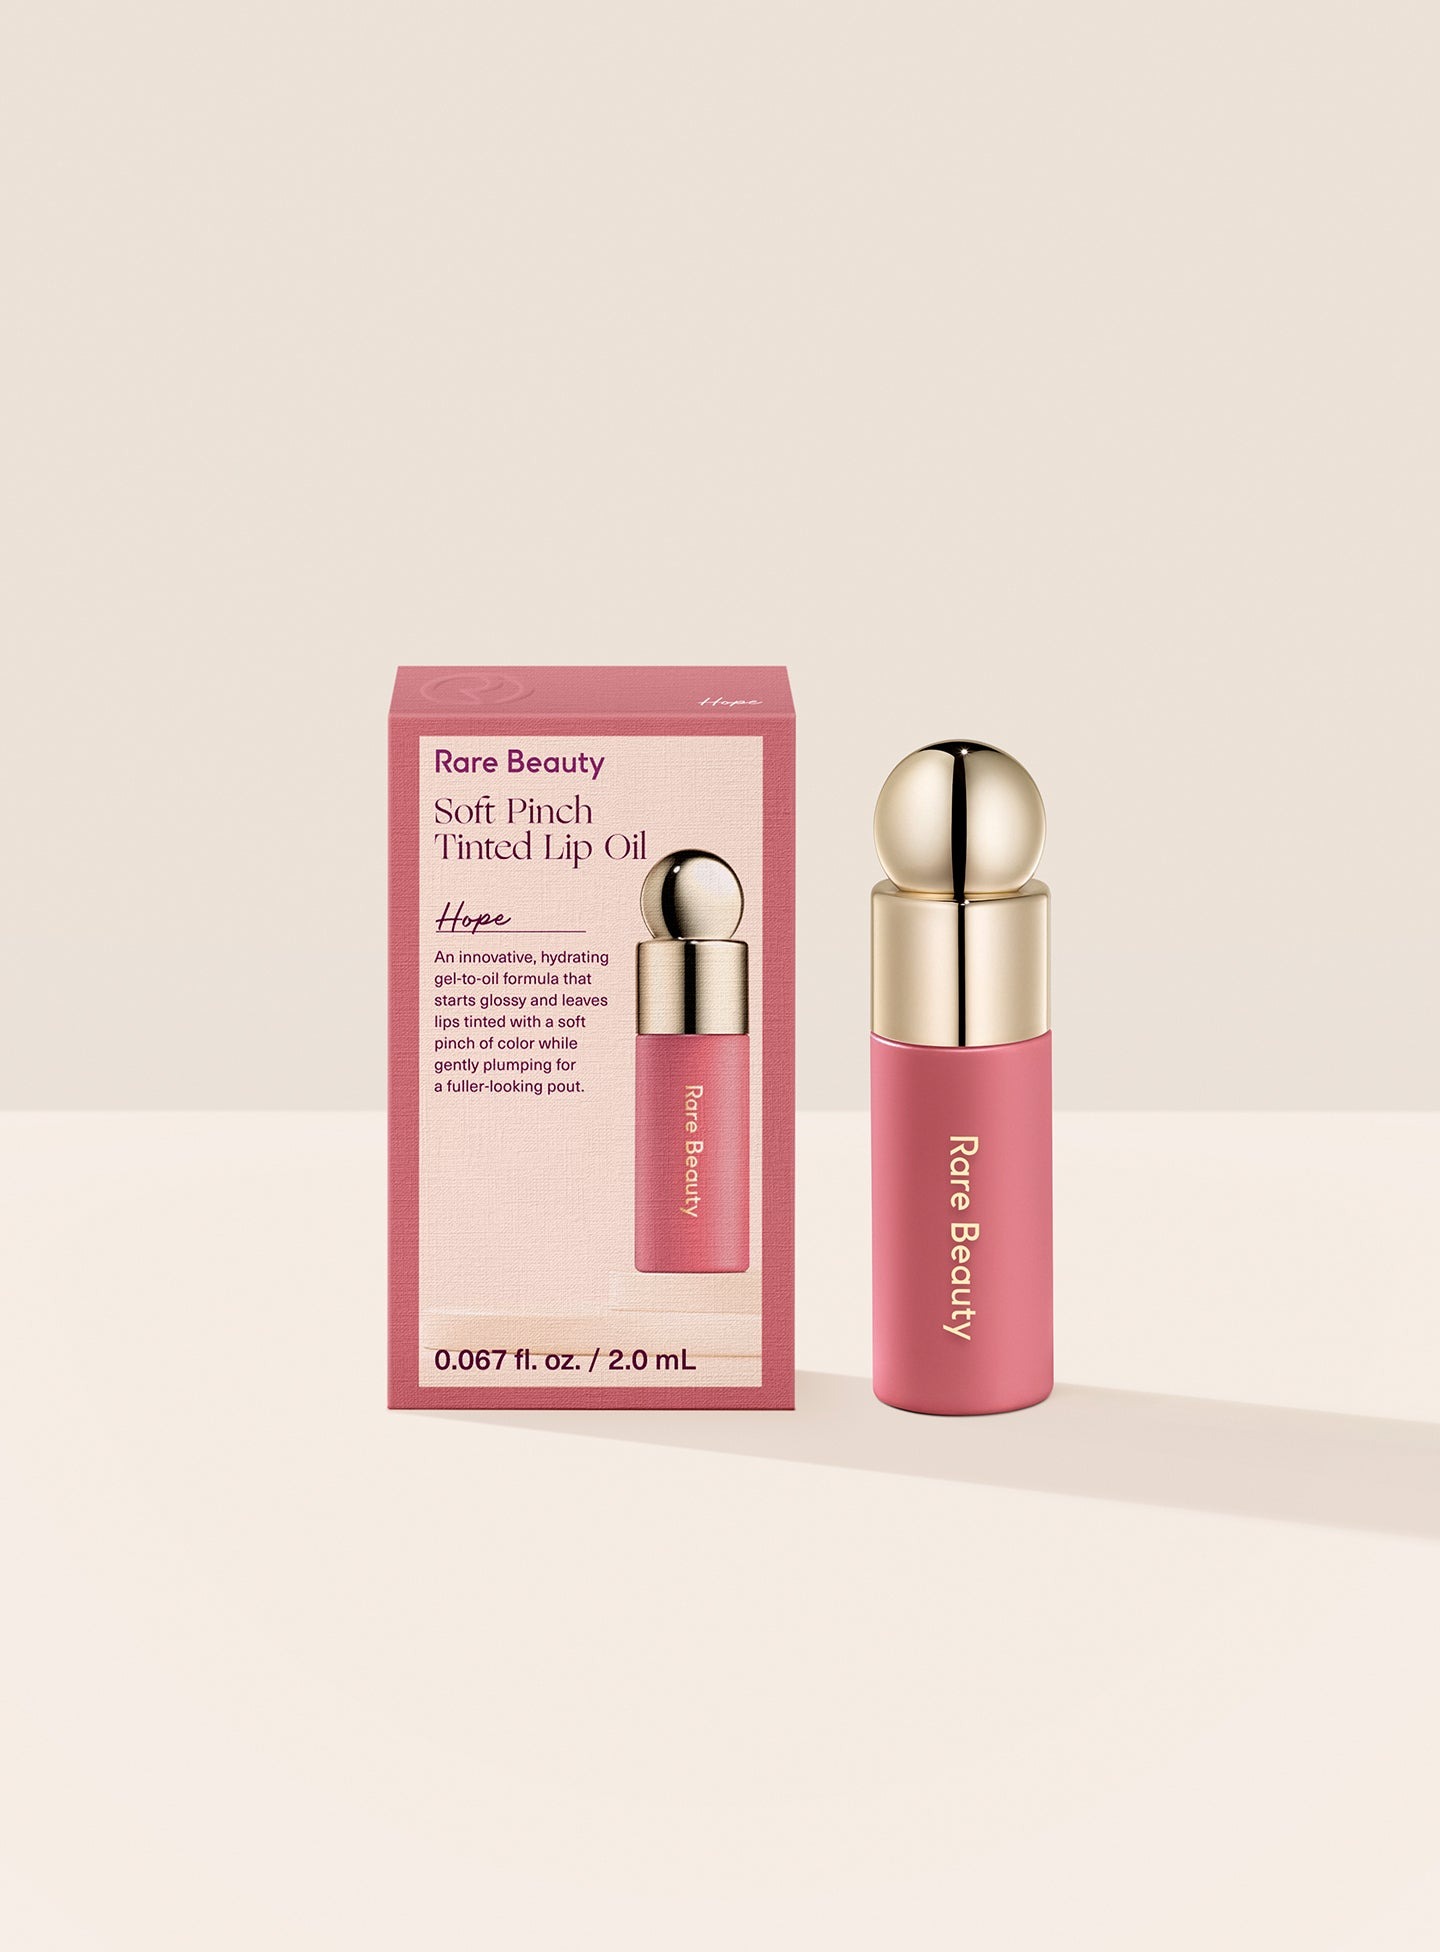 Hope
Rare Beauty
Soft Pinch
Tinted Lip Oil
Hope
An innovative, hydrating
gel-to-oil formula that
starts glossy and leaves
lips tinted with a soft
pinch of color while
gently plumping for
a fuller-looking pout.
Rare Beauty
0.067 fl. oz. / 2.0 mL
Rare Beauty